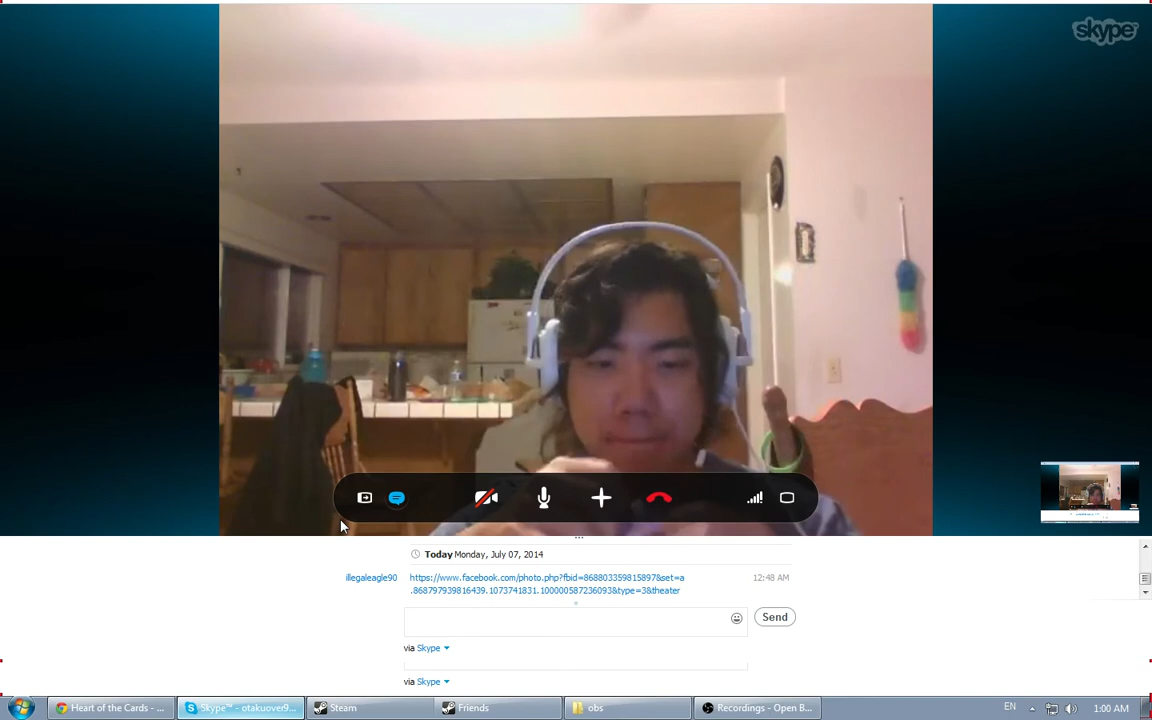 skype™
Today Monday, July 07, 2014
illegaleagle90 https://www.facebook.com/photo.php?fbid=868803359815897&set=a 12:48 AM
.868797939816439.1073741831.100000587236093&type=3&theater
Send
via Skype
via Skype
Heart of the Cards - ... Skype™ - otakuover9... Steam Friends obs Recordings - Open B... EN 1:00 AM